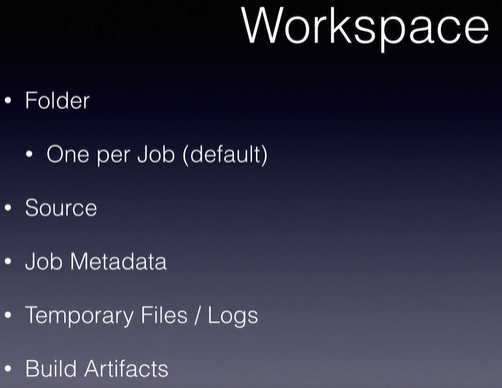 Workspace
• Folder
• One per Job (default)
• Source
• Job Metadata
• Temporary Files / Logs
• Build Artifacts